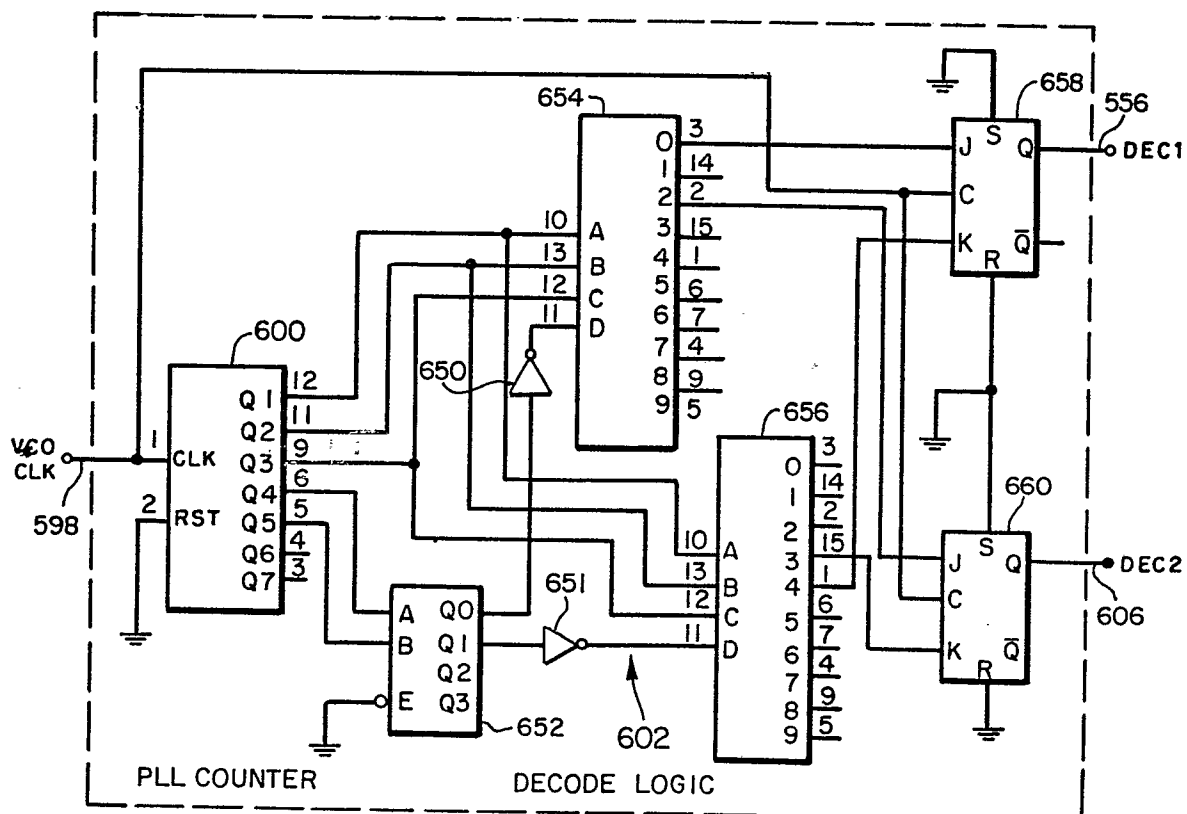 654
658
556
DEC1
S
J Q
C
K Q̅
R
0 3
1 14
2 2
3 15
4 1
5 6
6 7
7 4
8 9
9 5
10 A
13 B
12 C
11 D
650
600
VCO
CLK
598
1 CLK
2 RST
Q1 12
Q2 11
Q3 9
Q4 6
Q5 5
Q6 4
Q7 3
656
0 3
1 14
2 2
3 15
4 1
5 6
6 7
7 4
8 9
9 5
10 A
13 B
12 C
11 D
651
A Q0
B Q1
Q2
E Q3
652
602
660
S
J Q
C
K Q̅
R
DEC2
606
PLL COUNTER
DECODE LOGIC